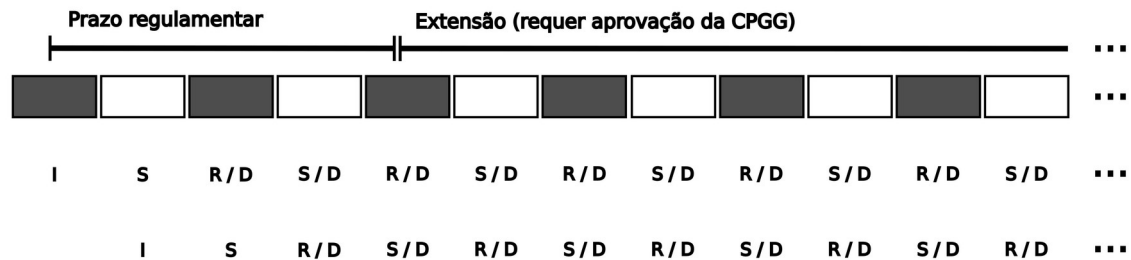 Prazo regulamentar Extensão (requer aprovação da CPGG)
...
...
I S R / D S / D R / D S / D R / D S / D R / D S / D R / D S / D ...
I S R / D S / D R / D S / D R / D S / D R / D S / D R / D ...